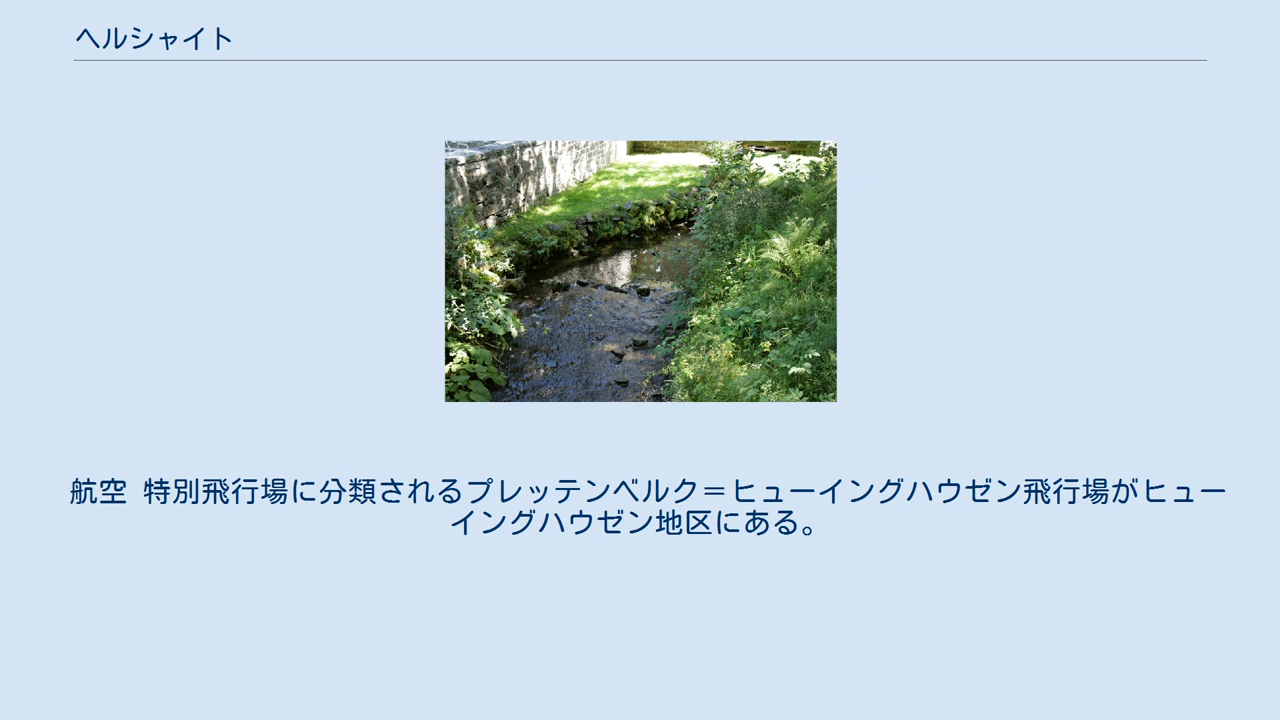 ヘルシャイト
航空 特別飛行場に分類されるプレッテンベルク＝ヒューイングハウゼン飛行場がヒュー
イングハウゼン地区にある。